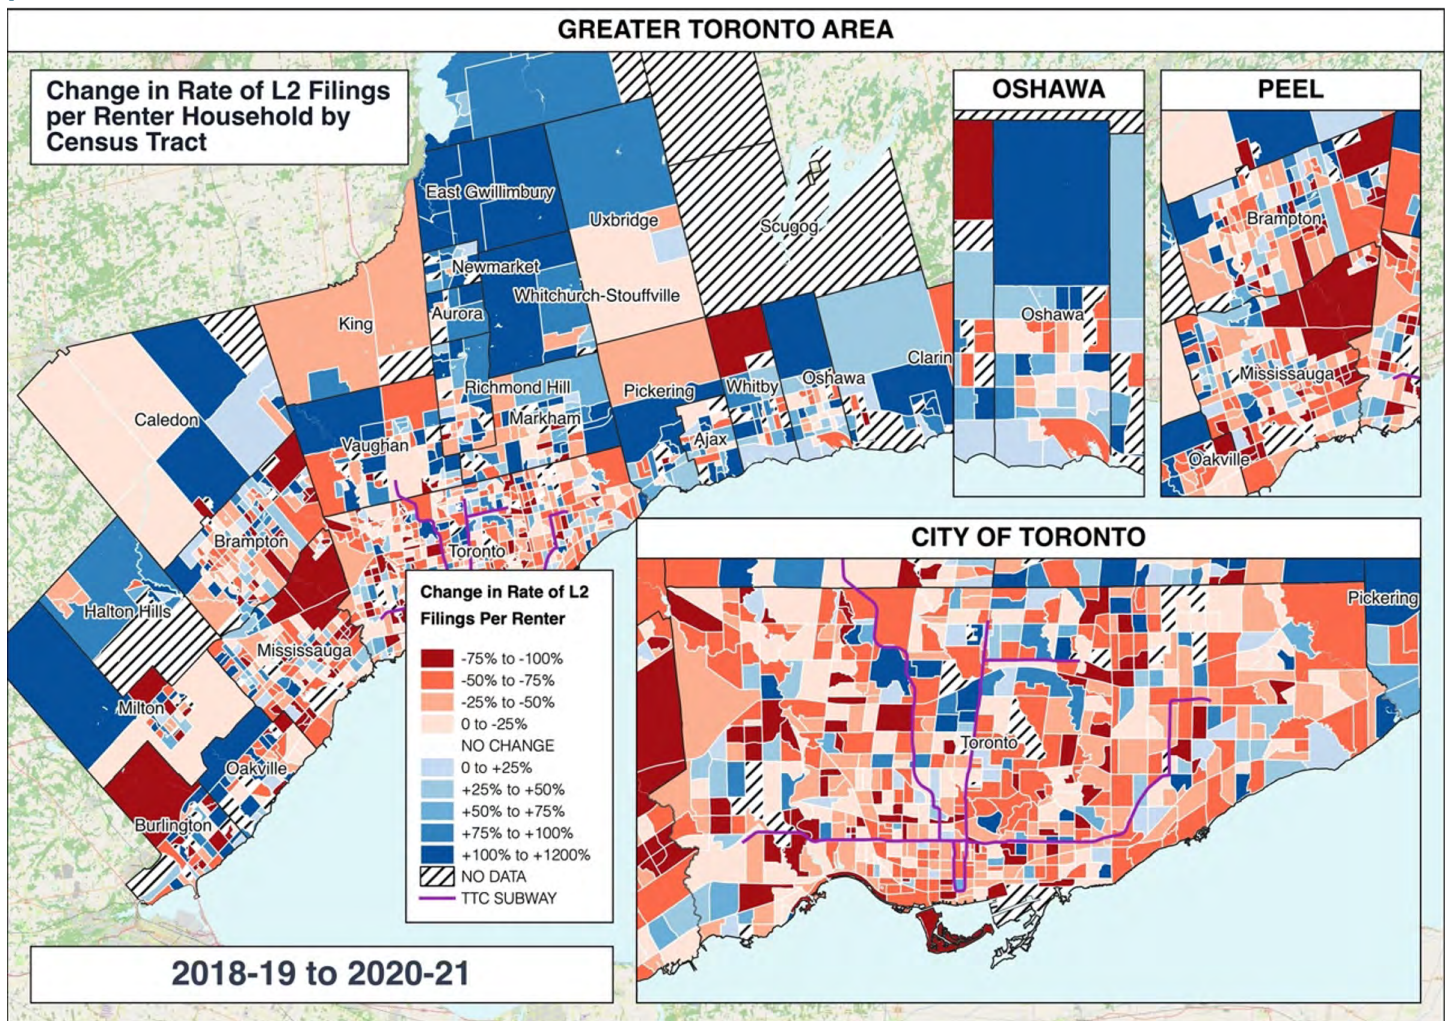 GREATER TORONTO AREA
Change in Rate of L2 Filings
per Renter Household by
Census Tract
East Gwillimbury
Uxbridge
Scugog
Newmarket
Whitchurch-Stouffville
Aurora
King
Richmond Hill
Pickering
Whitby
Oshawa
Clarin
Caledon
Vaughan
Markham
Ajax
Brampton
Toronto
Halton Hills
Mississauga
Milton
Oakville
Burlington
OSHAWA
Oshawa
PEEL
Brampton
Mississauga
Oakville
CITY OF TORONTO
Pickering
Toronto
Change in Rate of L2
Filings Per Renter
-75% to -100%
-50% to -75%
-25% to -50%
0 to -25%
NO CHANGE
0 to +25%
+25% to +50%
+50% to +75%
+75% to +100%
+100% to +1200%
NO DATA
TTC SUBWAY
2018-19 to 2020-21